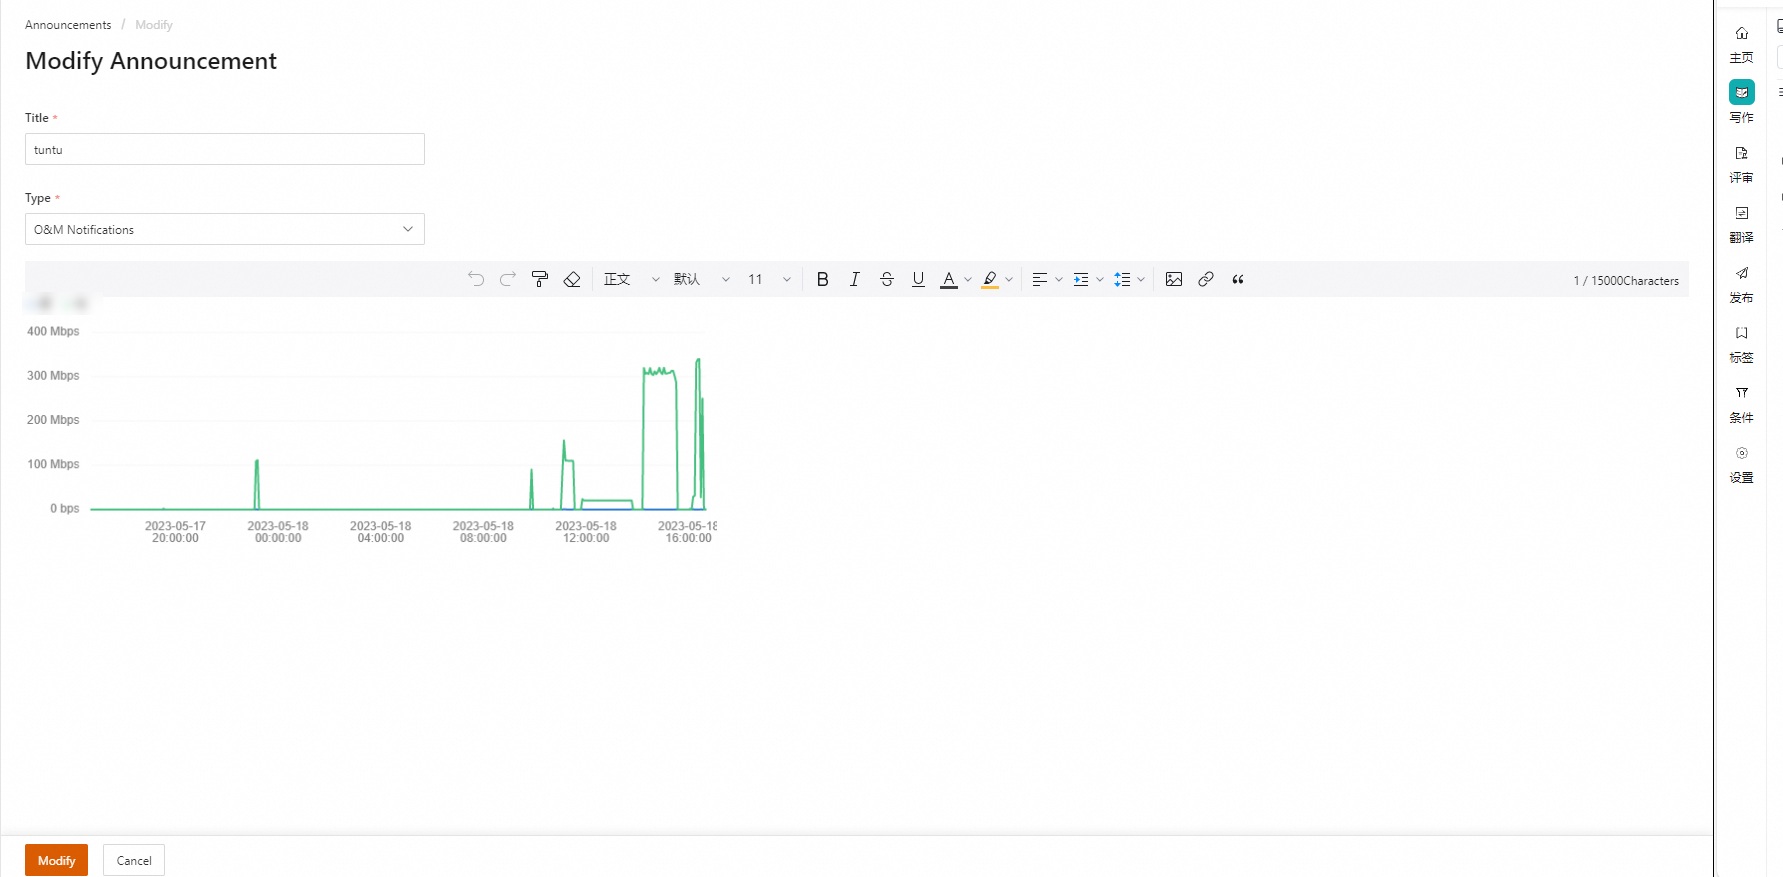 Announcements / Modify
Modify Announcement
Title *
tuntu
Type *
O&M Notifications
正文 默认 11 B I S U A 1 / 15000Characters
400 Mbps
300 Mbps
200 Mbps
100 Mbps
0 bps
2023-05-17 2023-05-18 2023-05-18 2023-05-18 2023-05-18 2023-05-18
20:00:00 00:00:00 04:00:00 08:00:00 12:00:00 16:00:00
Modify Cancel
主页
写作
评审
翻译
发布
标签
条件
设置